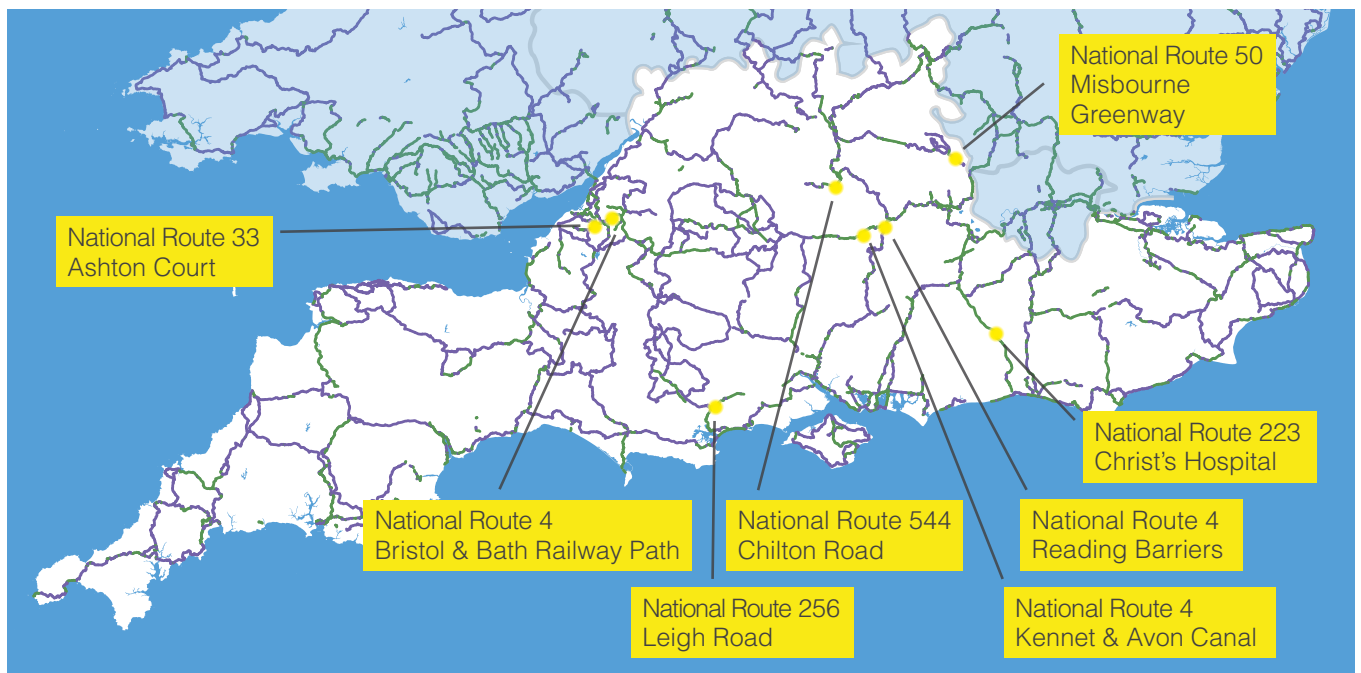 National Route 50
Misbourne
Greenway
National Route 33
Ashton Court
National Route 223
Christ's Hospital
National Route 4
Bristol & Bath Railway Path
National Route 544
Chilton Road
National Route 4
Reading Barriers
National Route 256
Leigh Road
National Route 4
Kennet & Avon Canal